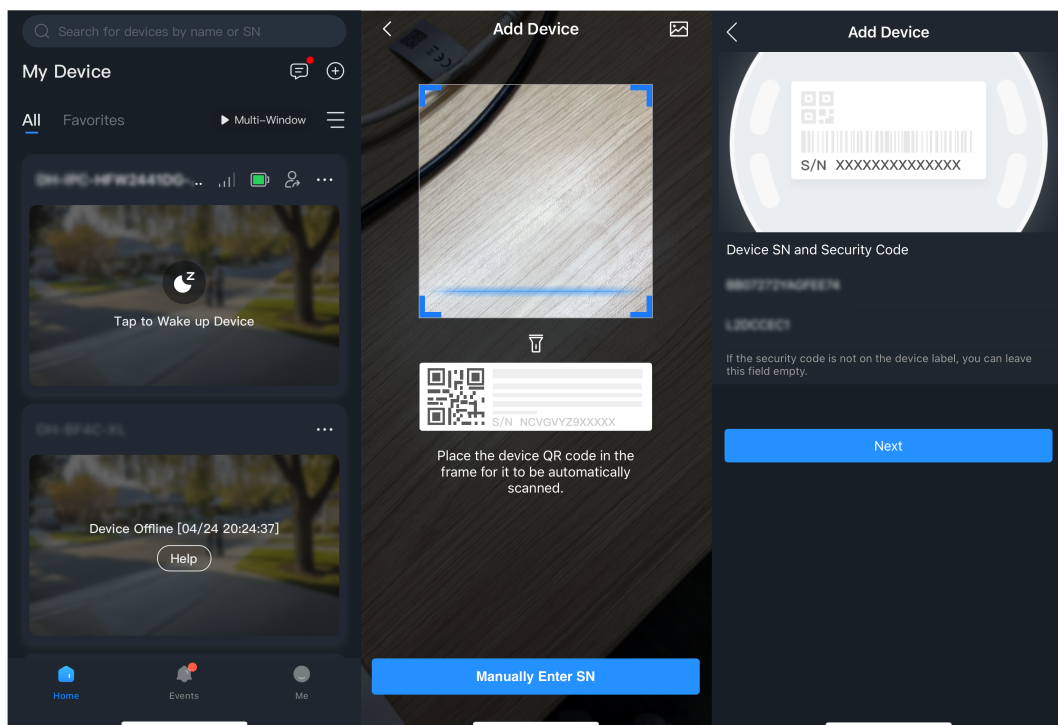 Search for devices by name or SN
My Device
All Favorites Multi-Window
Tap to Wake up Device
Device Offline [04/24 20:24:37]
Help
Home Events Me
Add Device
S/N NCVGVYZ9XXXXX
Place the device QR code in the
frame for it to be automatically
scanned.
Manually Enter SN
Add Device
S/N XXXXXXXXXXXXXX
Device SN and Security Code
If the security code is not on the device label, you can leave
this field empty.
Next